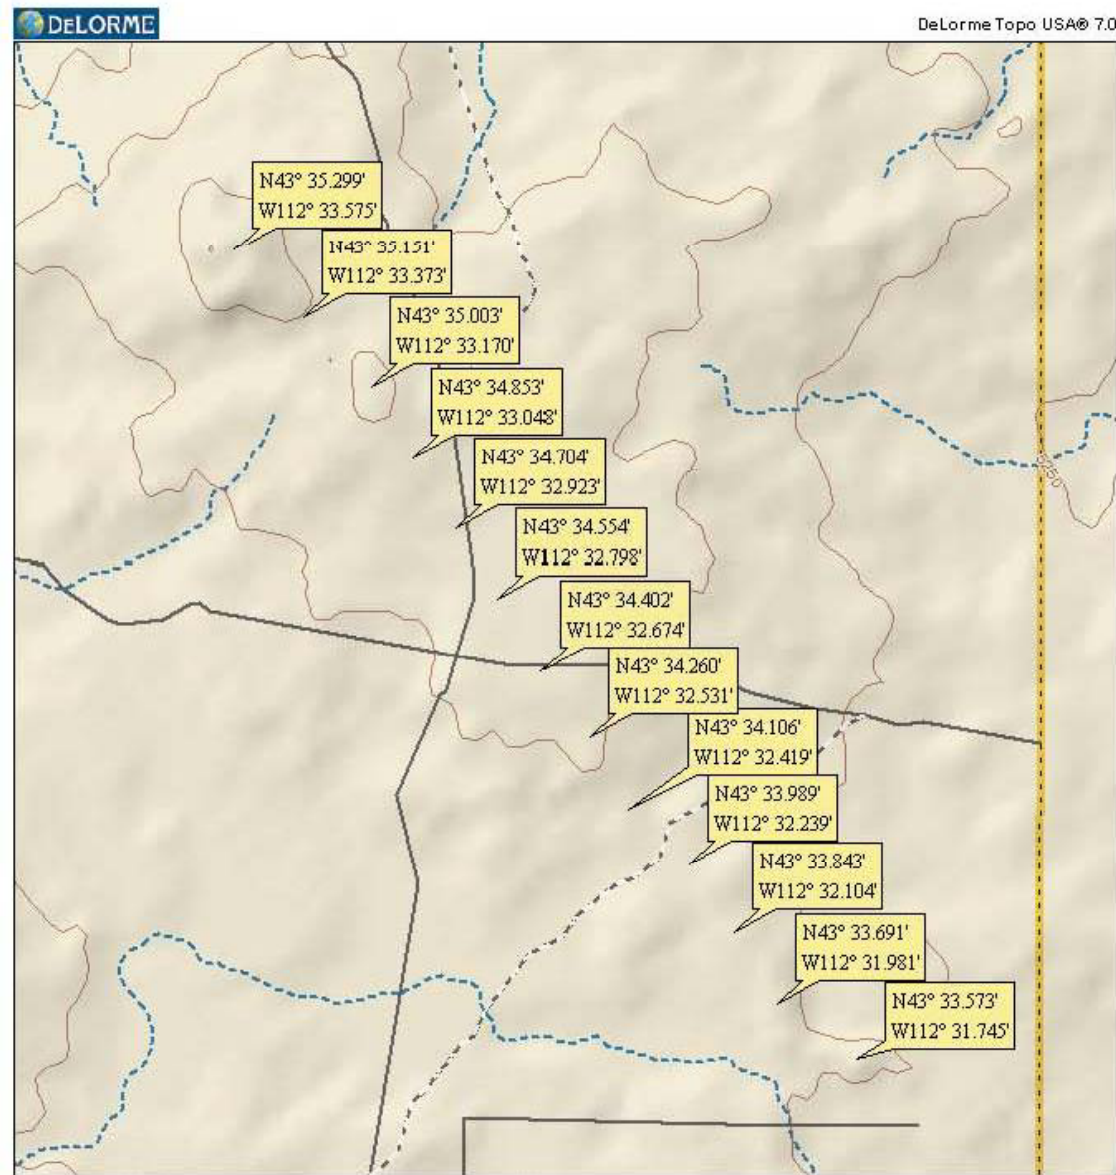 DELORME
DeLorme Topo USA® 7.0
N43° 35.299'
W112° 33.575'
N43° 35.151'
W112° 33.373'
N43° 35.003'
W112° 33.170'
N43° 34.853'
W112° 33.048'
N43° 34.704'
W112° 32.923'
5250
N43° 34.554'
W112° 32.798'
N43° 34.402'
W112° 32.674'
N43° 34.260'
W112° 32.531'
N43° 34.106'
W112° 32.419'
N43° 33.989'
W112° 32.239'
N43° 33.843'
W112° 32.104'
N43° 33.691'
W112° 31.981'
N43° 33.573'
W112° 31.745'